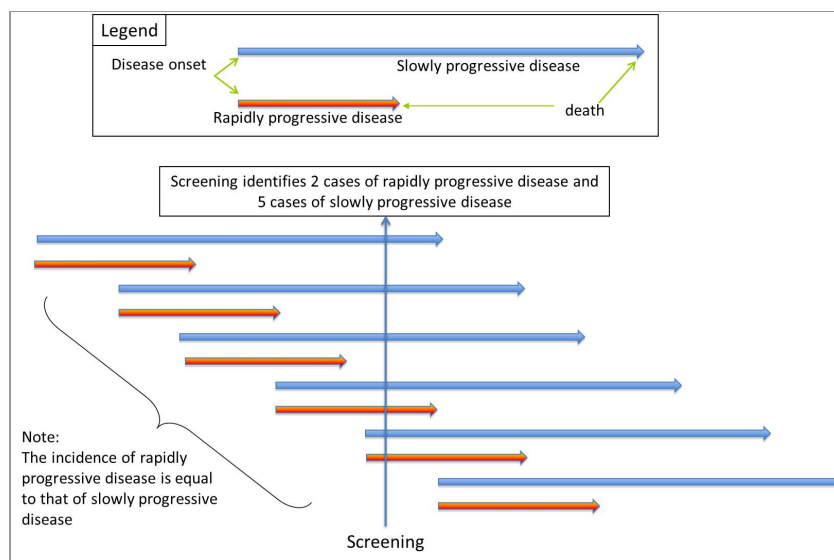 Legend
Disease onset
Slowly progressive disease
Rapidly progressive disease
death
Screening identifies 2 cases of rapidly progressive disease and
5 cases of slowly progressive disease
Note:
The incidence of rapidly
progressive disease is equal
to that of slowly progressive
disease
Screening